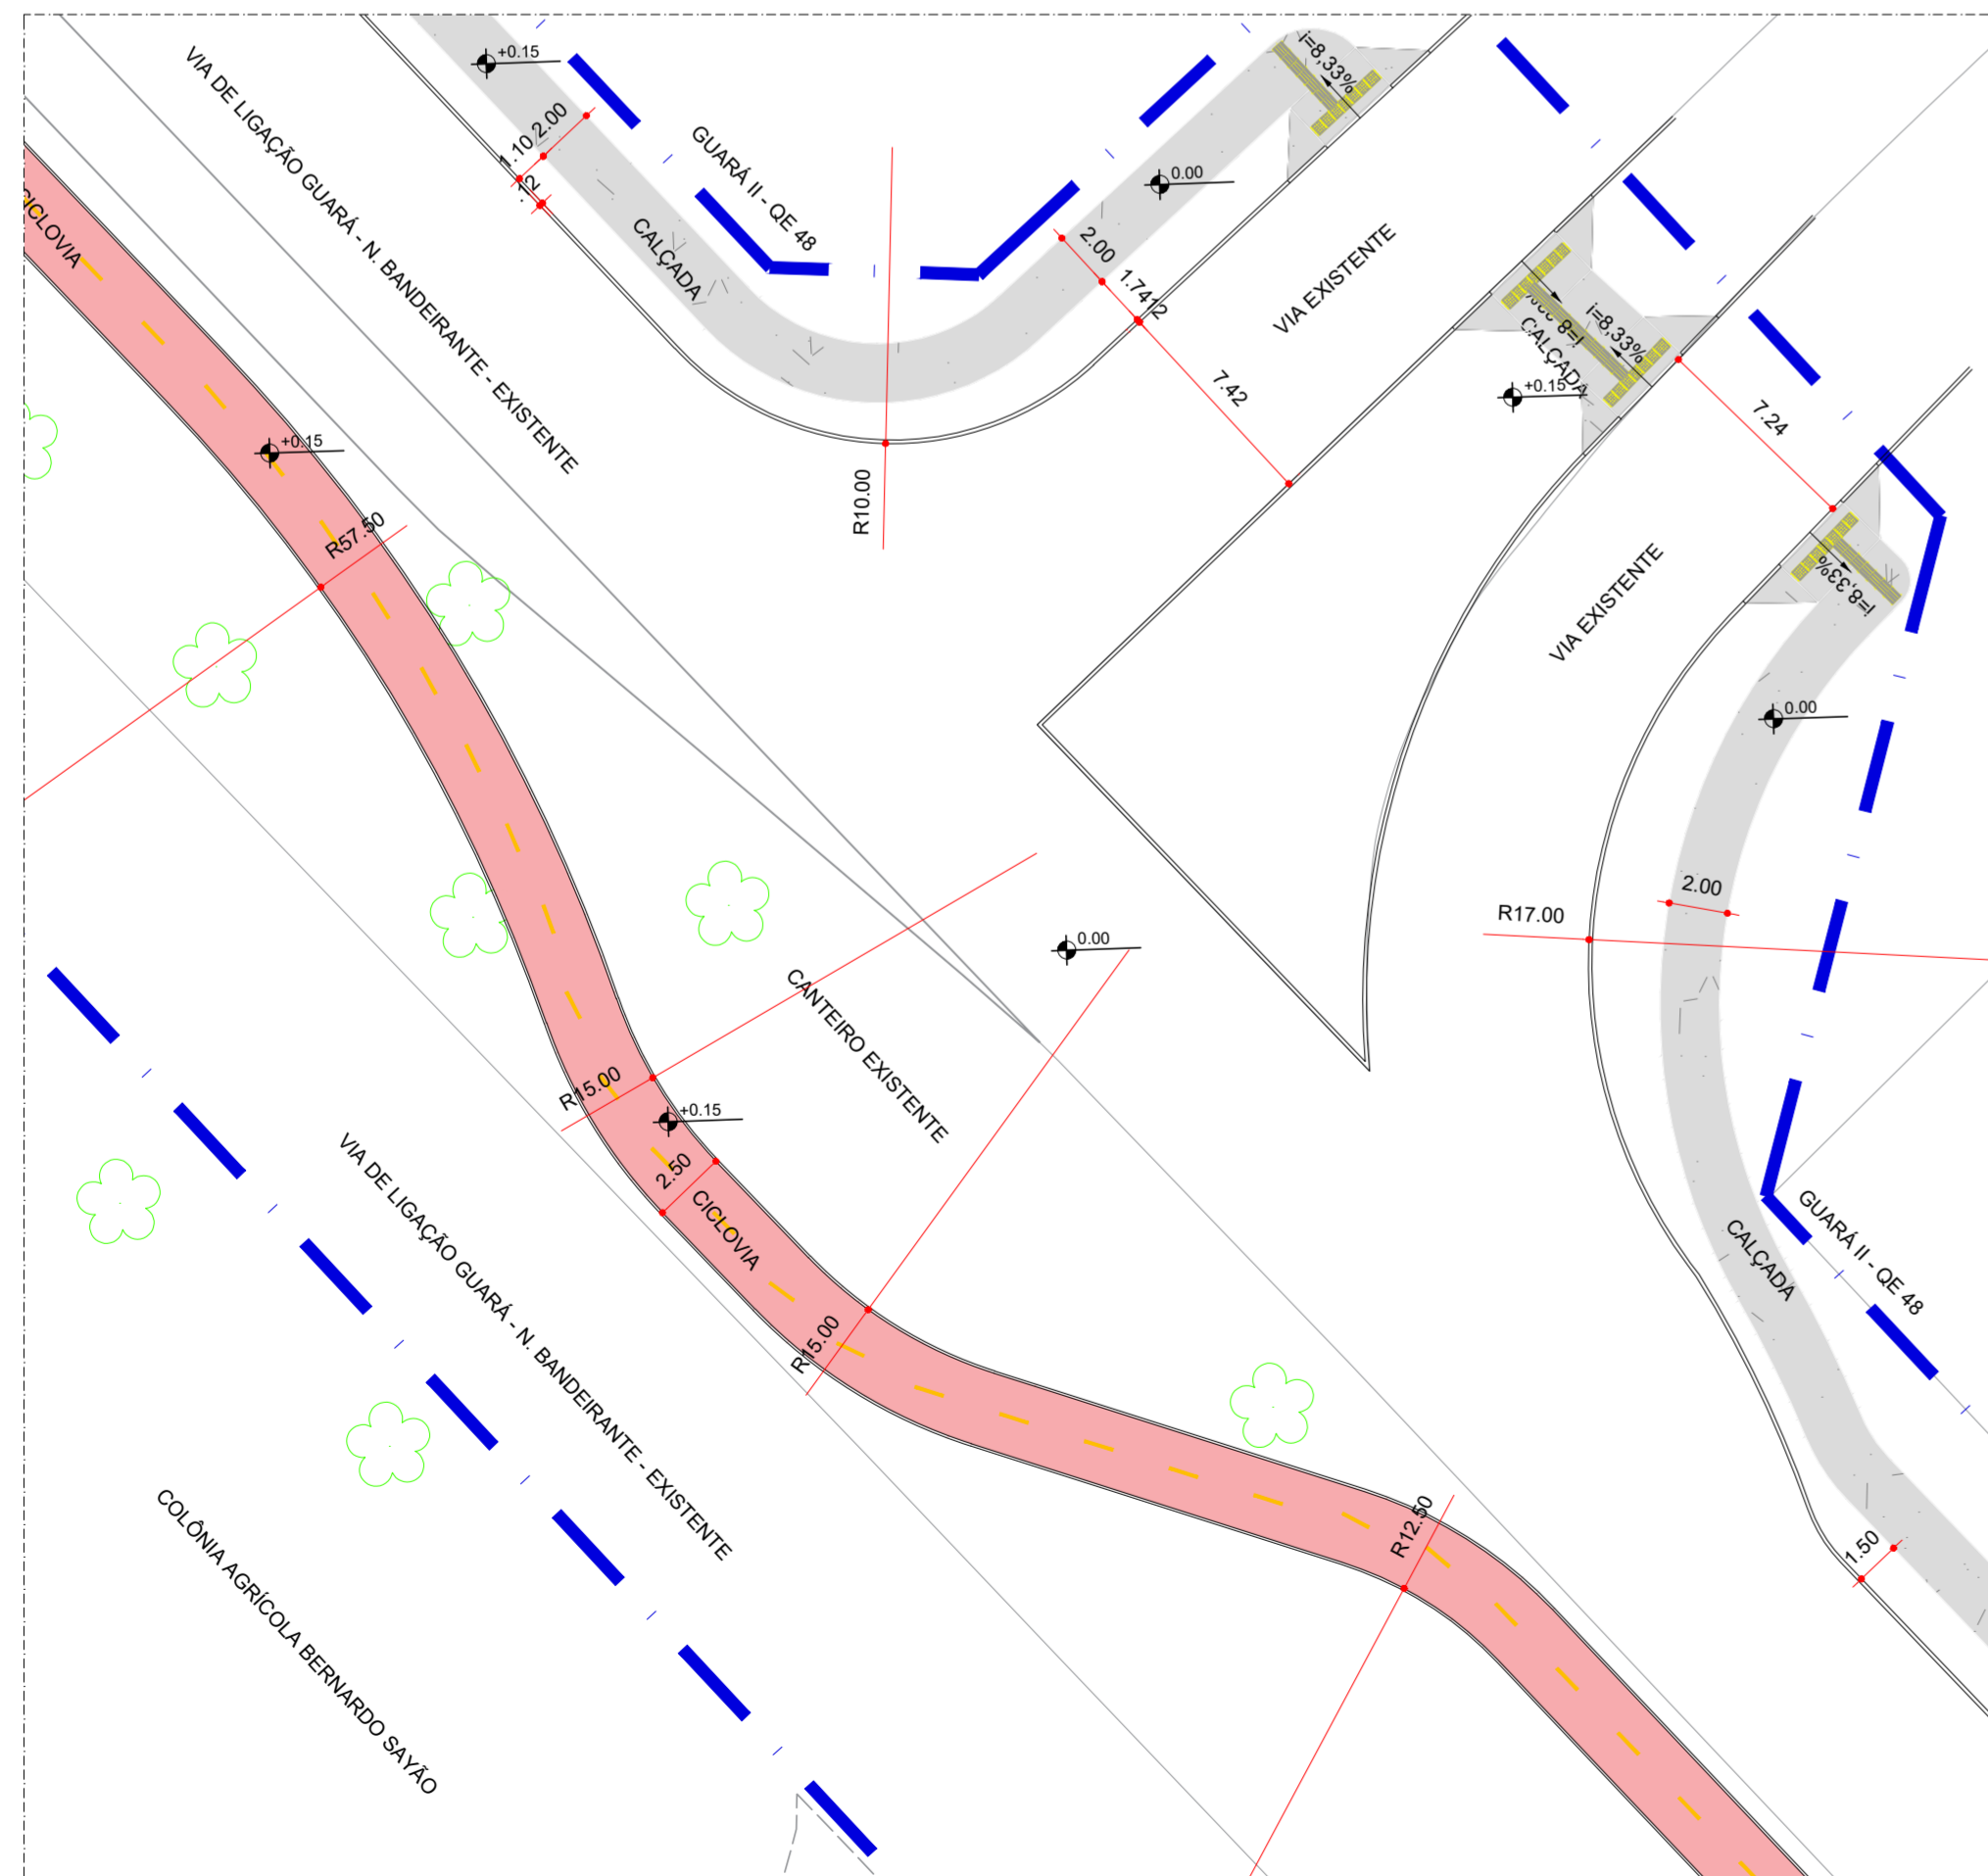 +0.15
i=8,33%
VIA DE LIGAÇÃO GUARÁ - N. BANDEIRANTE - EXISTENTE
2.00
1.10
.12
GUARÁ II - QE 48
0.00
CICLOVIA
CALÇADA
2.00
1.7412
VIA EXISTENTE
i=8,33%
CALÇADA
+0.15
7.42
7.24
+0.15
R10.00
R57.50
VIA EXISTENTE
i=8,33%
0.00
2.00
R17.00
0.00
CANTEIRO EXISTENTE
R15.00
+0.15
2.50
CICLOVIA
VIA DE LIGAÇÃO GUARÁ - N. BANDEIRANTE - EXISTENTE
GUARÁ II - QE 48
CALÇADA
R15.00
R12.50
1.50
COLÔNIA AGRÍCOLA BERNARDO SAYÃO